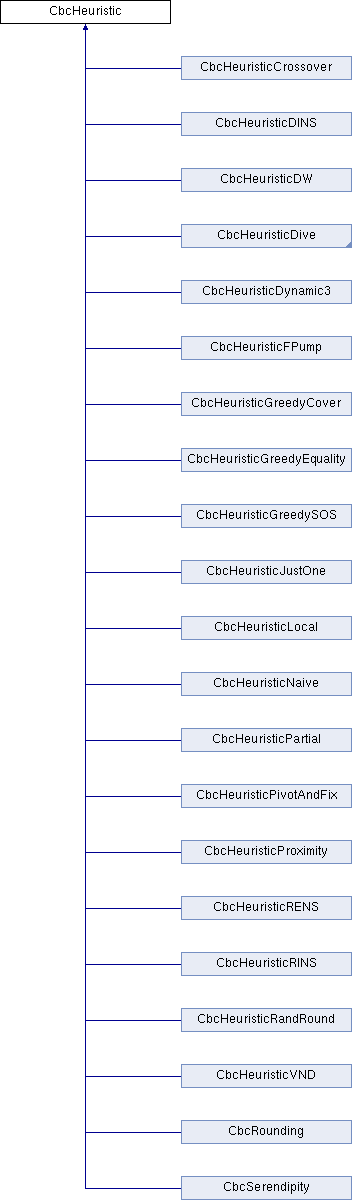 CbcHeuristic
CbcHeuristicCrossover
CbcHeuristicDINS
CbcHeuristicDW
CbcHeuristicDive
CbcHeuristicDynamic3
CbcHeuristicFPump
CbcHeuristicGreedyCover
CbcHeuristicGreedyEquality
CbcHeuristicGreedySOS
CbcHeuristicJustOne
CbcHeuristicLocal
CbcHeuristicNaive
CbcHeuristicPartial
CbcHeuristicPivotAndFix
CbcHeuristicProximity
CbcHeuristicRENS
CbcHeuristicRINS
CbcHeuristicRandRound
CbcHeuristicVND
CbcRounding
CbcSerendipity